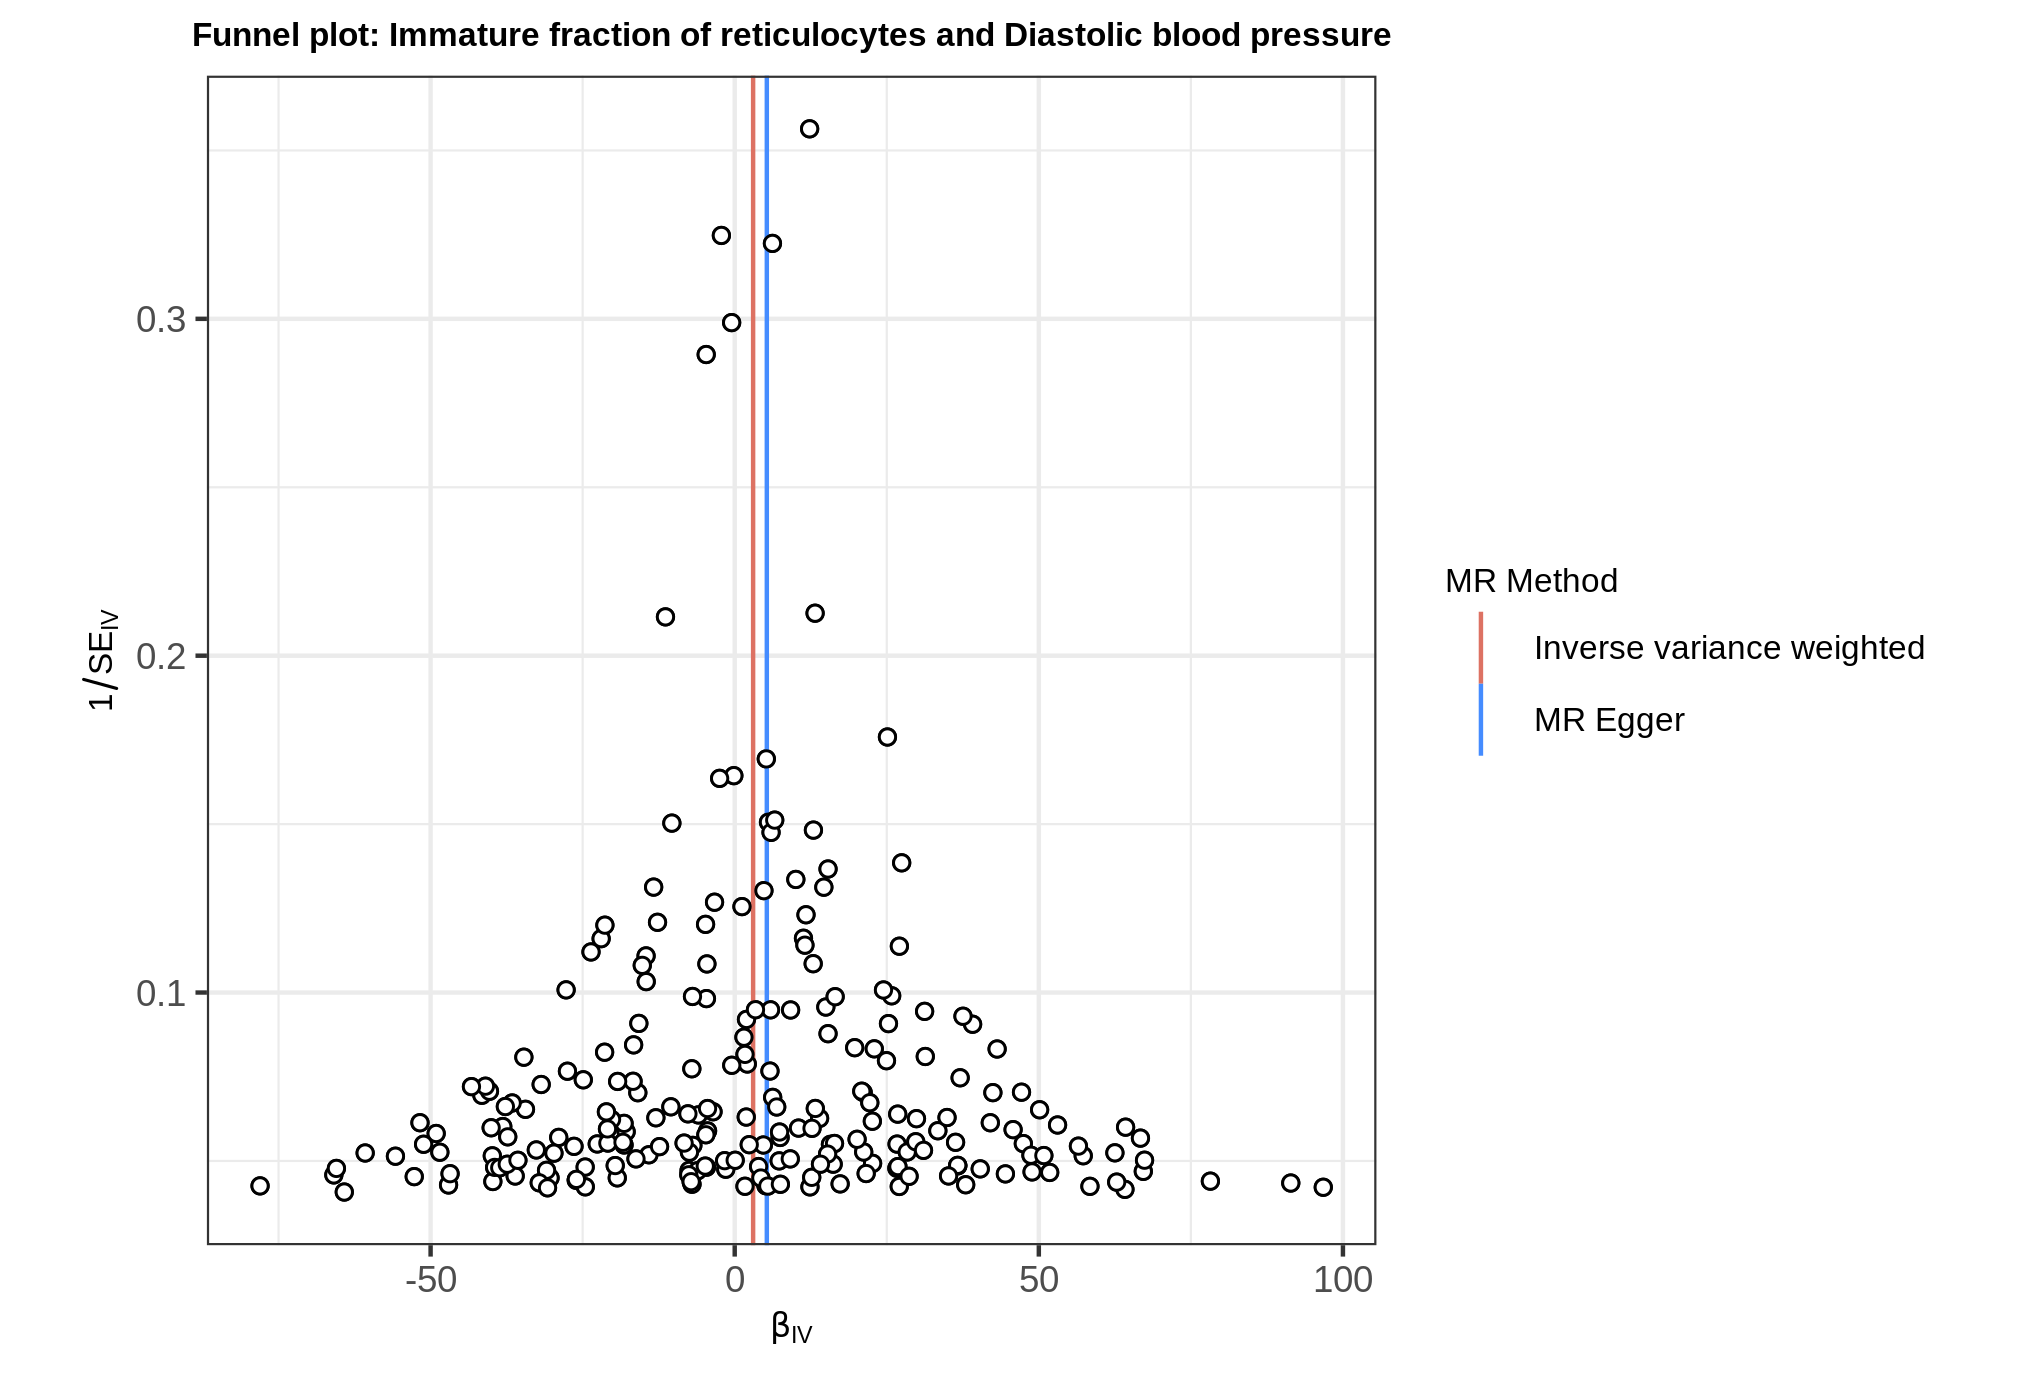 Funnel plot: Immature fraction of reticulocytes and Diastolic blood pressure
0.3
0.2
0.1
1/SEIV
-50 0 50 100
βIV
MR Method
Inverse variance weighted
MR Egger